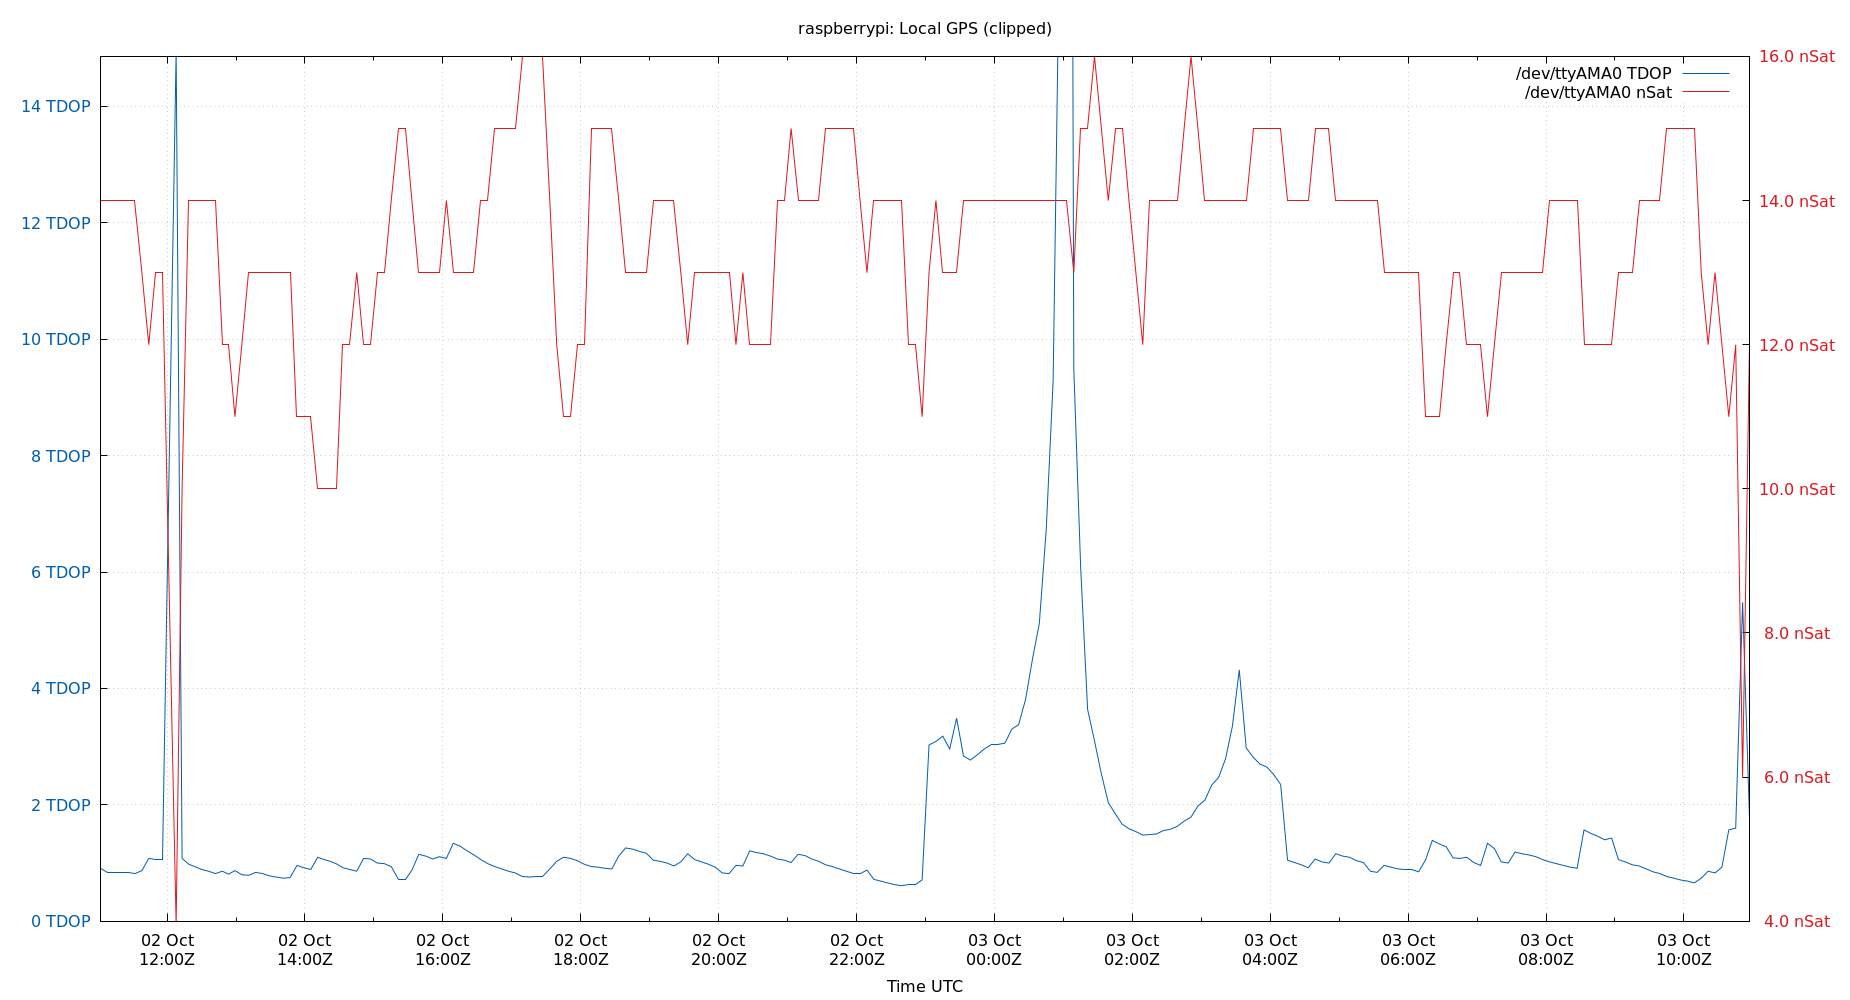 raspberrypi: Local GPS (clipped)
/dev/ttyAMA0 TDOP
/dev/ttyAMA0 nSat
14 TDOP
12 TDOP
10 TDOP
8 TDOP
6 TDOP
4 TDOP
2 TDOP
0 TDOP
16.0 nSat
14.0 nSat
12.0 nSat
10.0 nSat
8.0 nSat
6.0 nSat
4.0 nSat
02 Oct 02 Oct 02 Oct 02 Oct 02 Oct 02 Oct 03 Oct 03 Oct 03 Oct 03 Oct 03 Oct 03 Oct
12:00Z 14:00Z 16:00Z 18:00Z 20:00Z 22:00Z 00:00Z 02:00Z 04:00Z 06:00Z 08:00Z 10:00Z
Time UTC